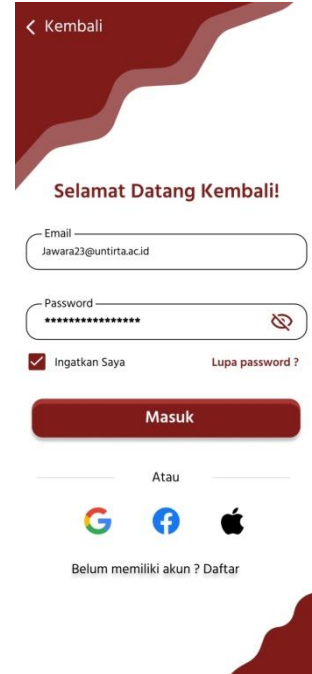 Kembali
Selamat Datang Kembali!
Email
Jawara23@untirta.ac.id
Password
****************
Ingatkan Saya
Lupa password ?
Masuk
Atau
Belum memiliki akun ? Daftar